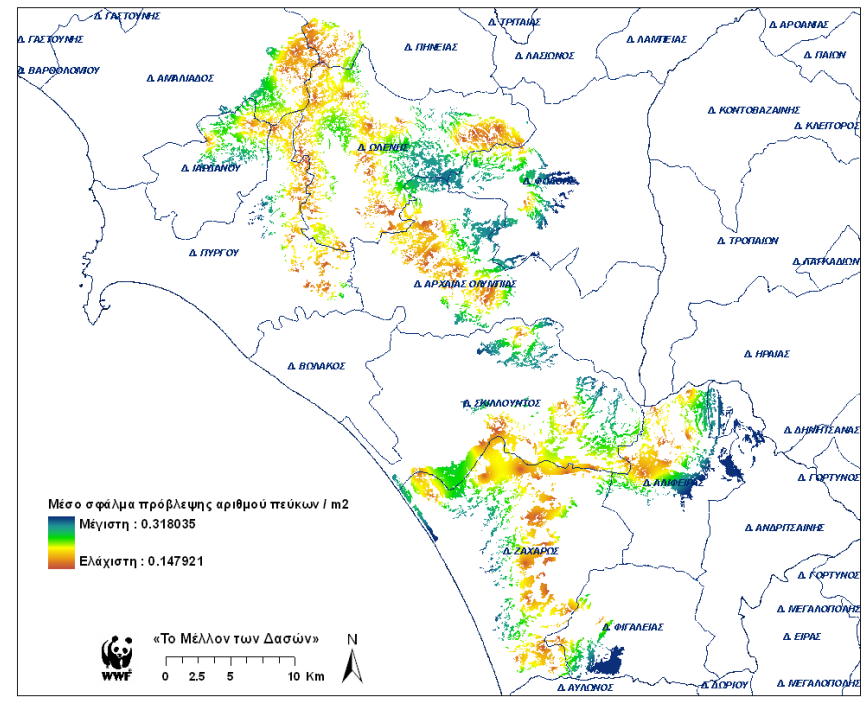 Δ. ΓΑΣΤΟΥΝΗΣ
Δ. ΤΡΙΤΑΙΑΣ
Δ. ΑΡΟΑΝΙΑΣ
Δ. ΓΑΣΤΟΥΝΗΣ
Δ. ΠΗΝΕΙΑΣ
Δ. ΛΑΜΠΕΙΑΣ
Δ. ΛΑΣΙΩΝΟΣ
Δ. ΠΑΙΩΝ
Δ. ΒΑΡΘΟΛΟΜΙΟΥ
Δ. ΑΜΑΛΙΑΔΟΣ
Δ. ΚΟΝΤΟΒΑΖΑΙΝΗΣ
Δ. ΚΛΕΙΤΟΡΟΣ
Δ. ΩΛΕΝΗΣ
Δ. ΙΑΡΔΑΝΟΥ
Δ. ΦΟΛΟΗΣ
Δ. ΠΥΡΓΟΥ
Δ. ΤΡΟΠΑΙΩΝ
Δ. ΛΑΓΚΑΔΙΩΝ
Δ. ΑΡΧΑΙΑΣ ΟΛΥΜΠΙΑΣ
Δ. ΗΡΑΙΑΣ
Δ. ΒΩΛΑΚΟΣ
Δ. ΣΚΙΛΛΟΥΝΤΟΣ
Δ. ΔΗΜΗΤΣΑΝΑΣ
Δ. ΓΟΡΤΥΝΟΣ
Δ. ΑΛΙΦΕΙΡΑΣ
Μέσο σφάλμα πρόβλεψης αριθμού πεύκων / m2
Μέγιστη : 0.318035
Δ. ΑΝΔΡΙΤΣΑΙΝΗΣ
Δ. ΖΑΧΑΡΩΣ
Ελάχιστη : 0.147921
Δ. ΓΟΡΤΥΝΟΣ
Δ. ΜΕΓΑΛΟΠΟΛΗΣ
Δ. ΦΙΓΑΛΕΙΑΣ
Δ. ΕΙΡΑΣ
«Το Μέλλον των Δασών»
N
WWF
0 2.5 5 10 Km
Δ. ΑΥΛΩΝΟΣ
Δ. ΔΩΡΙΟΥ
Δ. ΜΕΓΑΛΟΠΟΛΗΣ